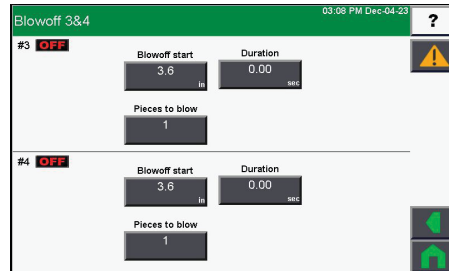 Blowoff 3&4
03:08 PM Dec-04-23
?
#3 OFF
Blowoff start Duration
3.6 in 0.00 sec
Pieces to blow
1
#4 OFF
Blowoff start Duration
3.6 in 0.00 sec
Pieces to blow
1